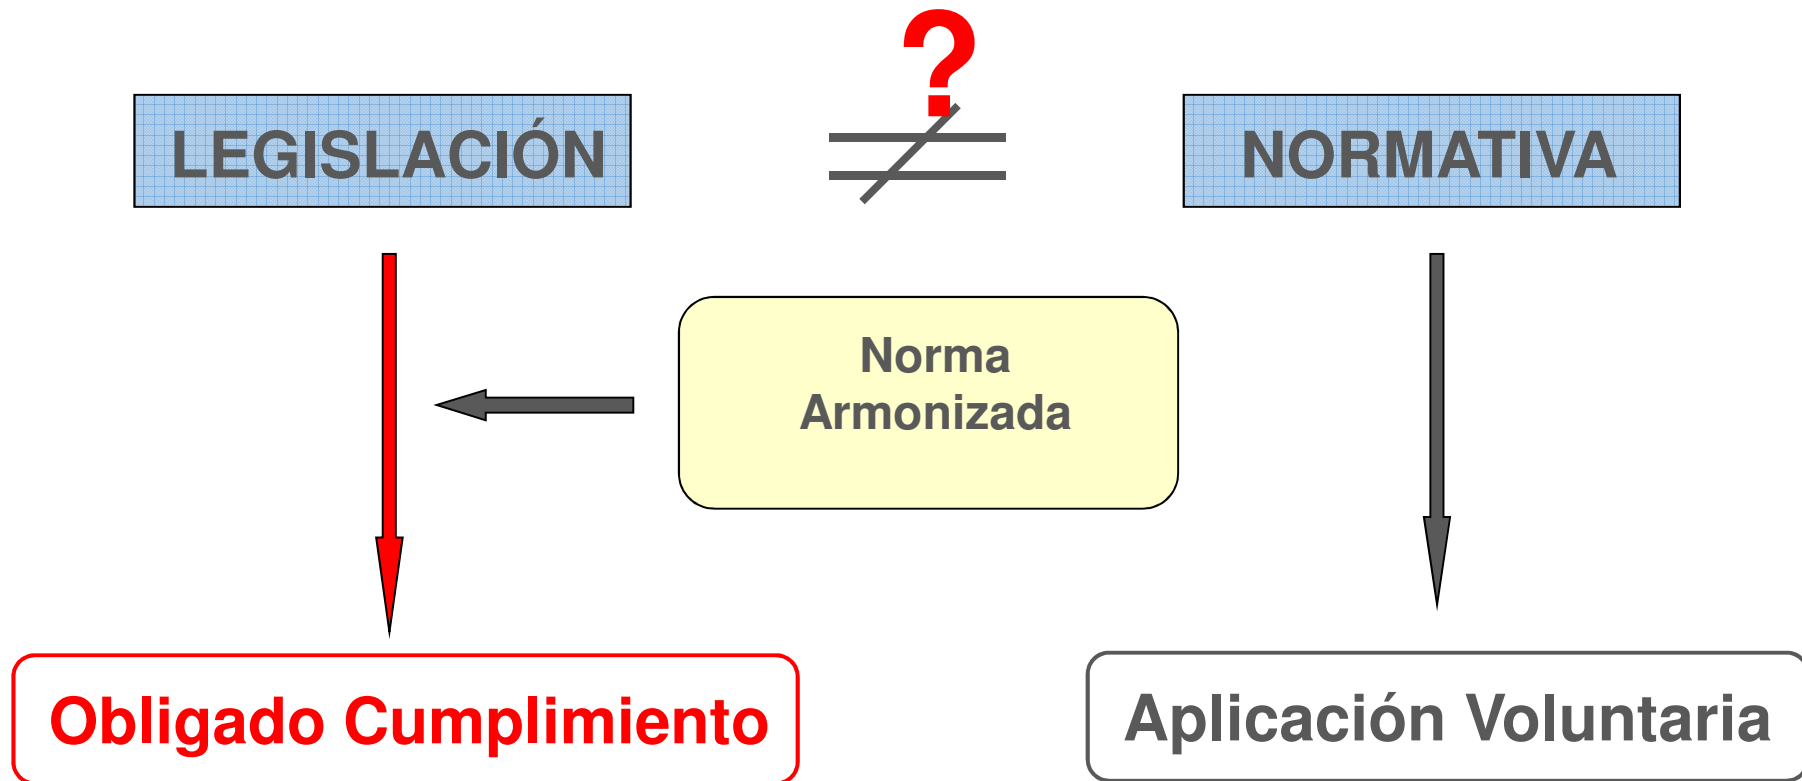 ?
LEGISLACIÓN
NORMATIVA
Norma
Armonizada
Obligado Cumplimiento
Aplicación Voluntaria